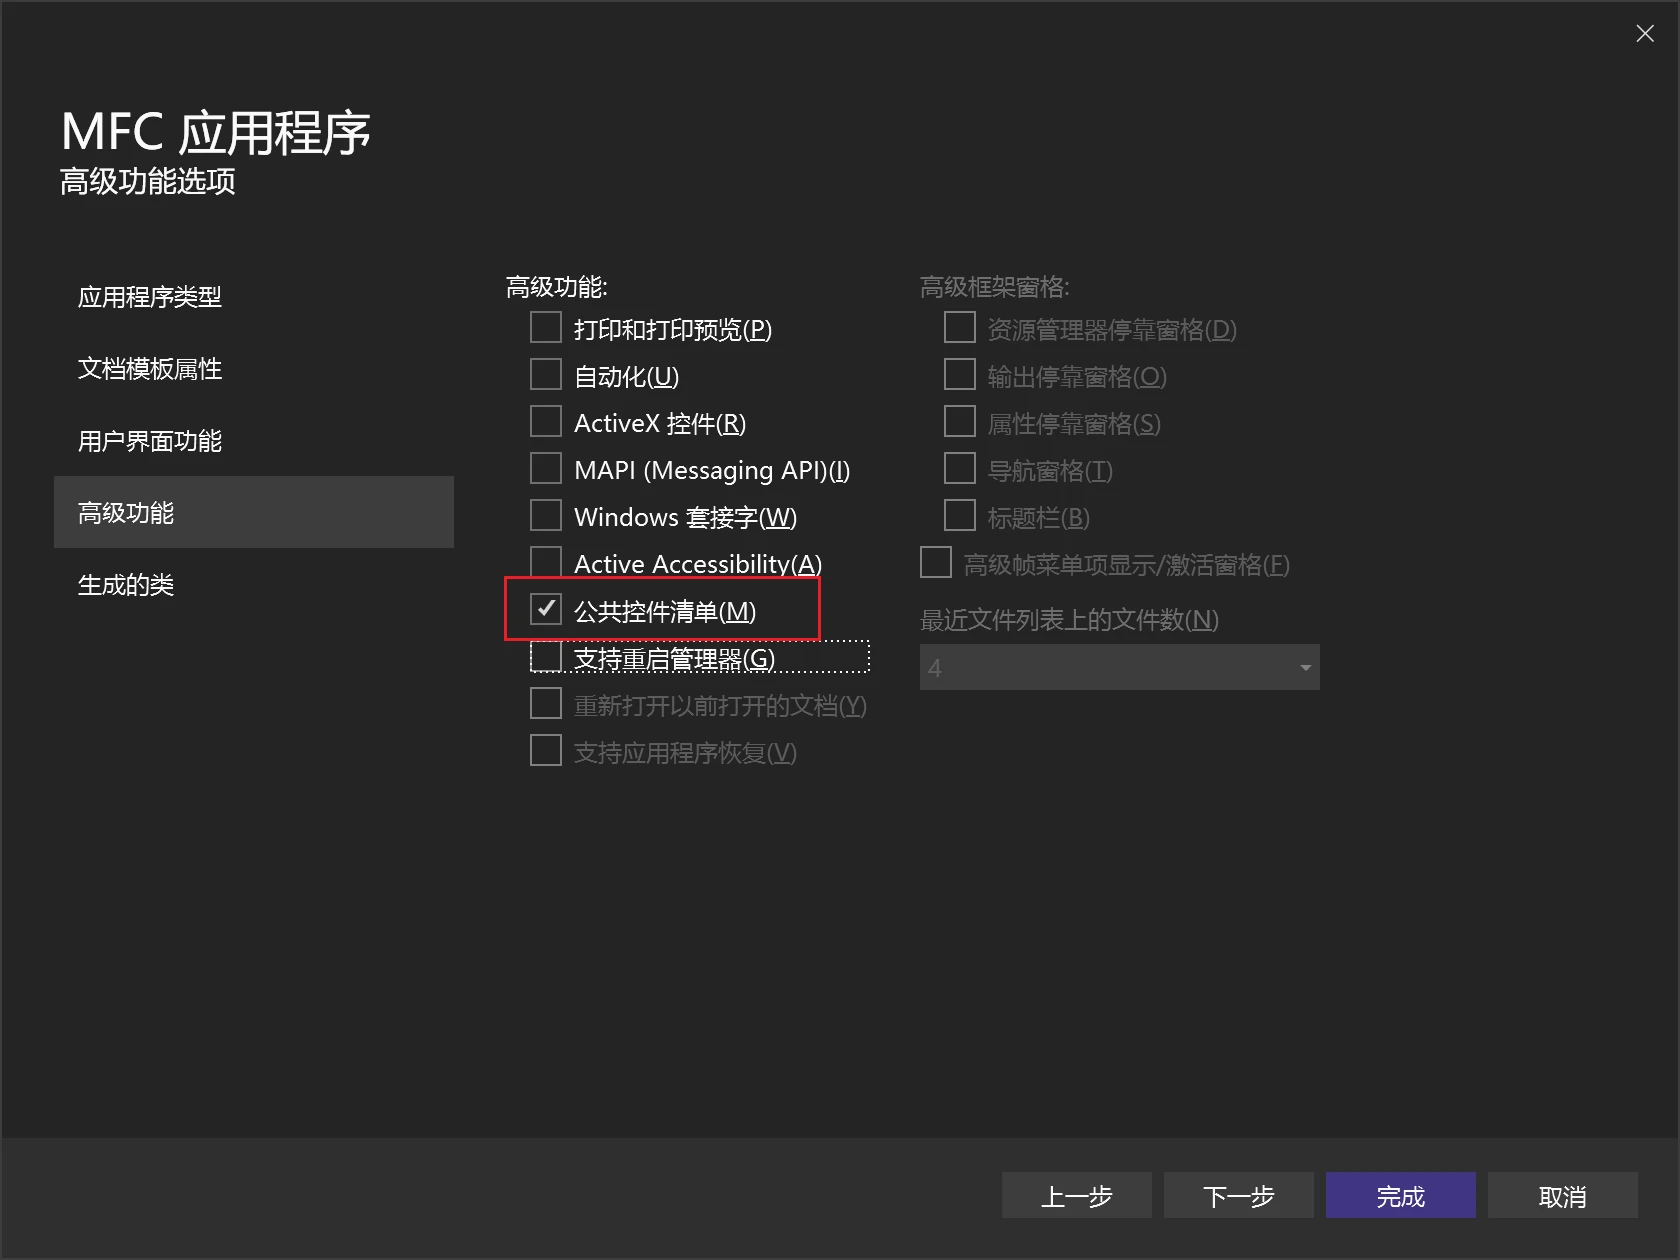 MFC 应用程序
高级功能选项
应用程序类型
文档模板属性
用户界面功能
高级功能
生成的类
高级功能:
打印和打印预览(P)
自动化(U)
ActiveX 控件(R)
MAPI (Messaging API)(I)
Windows 套接字(W)
Active Accessibility(A)
公共控件清单(M)
支持重启管理器(G)
重新打开以前打开的文档(Y)
支持应用程序恢复(V)
高级框架窗格:
资源管理器停靠窗格(D)
输出停靠窗格(O)
属性停靠窗格(S)
导航窗格(T)
标题栏(B)
高级帧菜单项显示/激活窗格(F)
最近文件列表上的文件数(N)
4
上一步
下一步
完成
取消